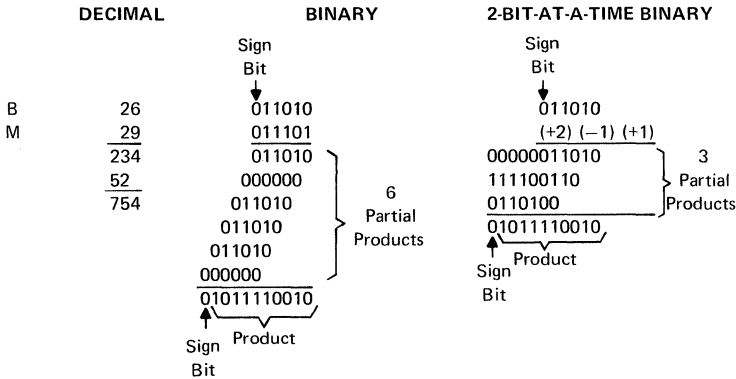 DECIMAL BINARY 2-BIT-AT-A-TIME BINARY
Sign Sign
Bit Bit
B 26 011010 011010
M 29 011101 (+2) (−1) (+1)
234 011010 00000011010 3
52 000000 111100110 Partial
754 011010 0110100 Products
011010 01011110010
011010 Product
000000 Sign
01011110010 Bit
6
Partial
Products
Product
Sign
Bit